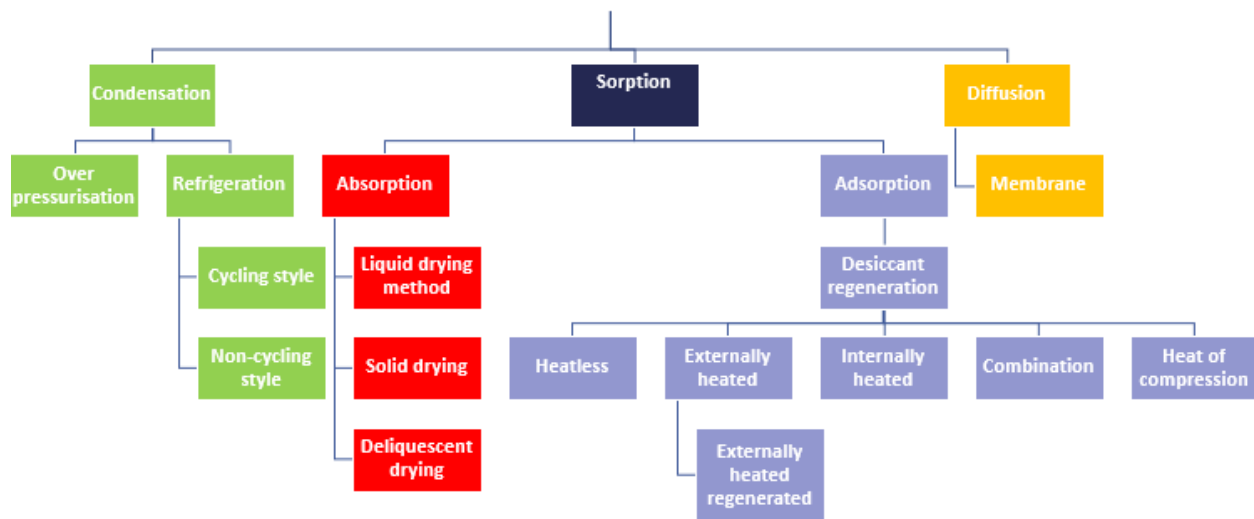 Condensation
Sorption
Diffusion
Over
pressurisation
Refrigeration
Absorption
Adsorption
Membrane
Cycling style
Liquid drying
method
Desiccant
regeneration
Non-cycling
style
Solid drying
Heatless
Externally
heated
Internally
heated
Combination
Heat of
compression
Deliquescent
drying
Externally
heated
regenerated